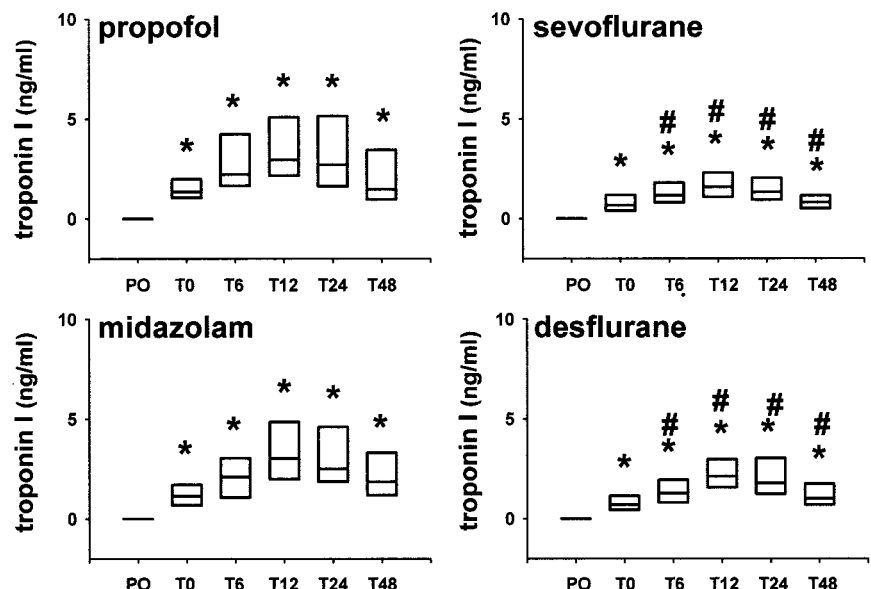 propofol
troponin I (ng/ml)
10
5
0
* * * * *
PO T0 T6 T12 T24 T48
sevoflurane
troponin I (ng/ml)
10
5
0
# # # #
* * * * *
PO T0 T6 T12 T24 T48
midazolam
troponin I (ng/ml)
10
5
0
* * * * *
PO T0 T6 T12 T24 T48
desflurane
troponin I (ng/ml)
10
5
0
# # # #
* * * * *
PO T0 T6 T12 T24 T48